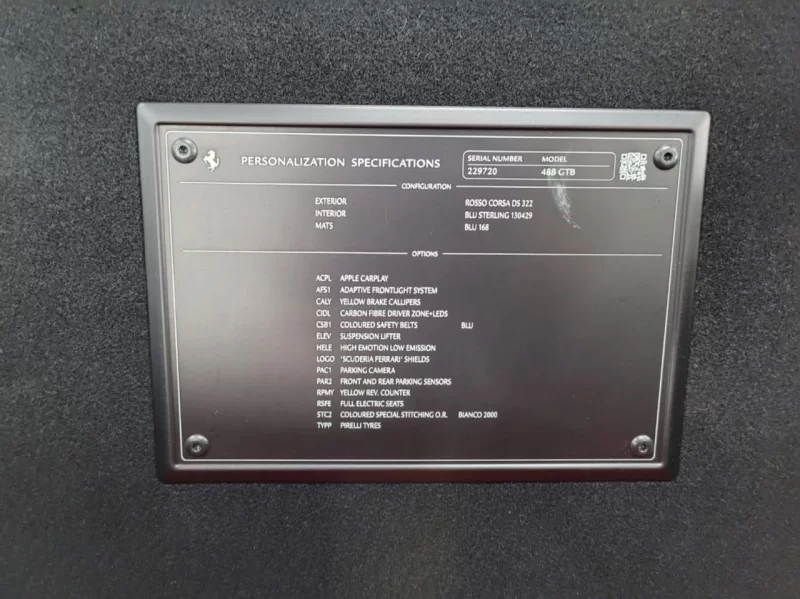 PERSONALIZATION SPECIFICATIONS
SERIAL NUMBER MODEL
229720 488 GTB
CONFIGURATION
EXTERIOR ROSSO CORSA DS 322
INTERIOR BLU STERLING 130429
MATS BLU 168
OPTIONS
ACPL APPLE CARPLAY
AFS1 ADAPTIVE FRONTLIGHT SYSTEM
CALY YELLOW BRAKE CALLIPERS
CIDL CARBON FIBRE DRIVER ZONE+LEDS
CSB1 COLOURED SAFETY BELTS BLU
ELEV SUSPENSION LIFTER
HELE HIGH EMOTION LOW EMISSION
LOGO 'SCUDERIA FERRARI' SHIELDS
PAC1 PARKING CAMERA
PAR2 FRONT AND REAR PARKING SENSORS
RPMY YELLOW REV. COUNTER
RSFE FULL ELECTRIC SEATS
STC2 COLOURED SPECIAL STITCHING O.R. BIANCO 2000
TYPP PIRELLI TYRES